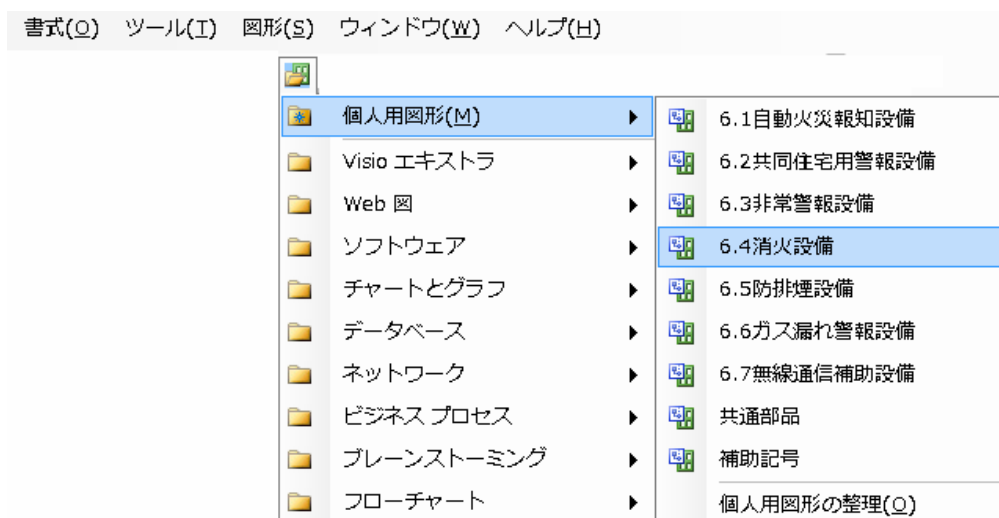 書式(O) ツール(T) 図形(S) ウィンドウ(W) ヘルプ(H)
個人用図形(M)
Visio エキストラ
Web 図
ソフトウェア
チャートとグラフ
データベース
ネットワーク
ビジネス プロセス
ブレーンストーミング
フローチャート
6.1自動火災報知設備
6.2共同住宅用警報設備
6.3非常警報設備
6.4消火設備
6.5防排煙設備
6.6ガス漏れ警報設備
6.7無線通信補助設備
共通部品
補助記号
個人用図形の整理(O)